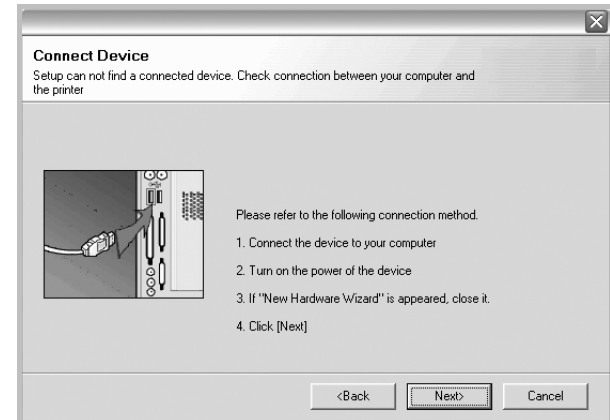 Connect Device
Setup can not find a connected device. Check connection between your computer and
the printer
Please refer to the following connection method.
1. Connect the device to your computer
2. Turn on the power of the device
3. If "New Hardware Wizard" is appeared, close it.
4. Click [Next]
<Back Next> Cancel